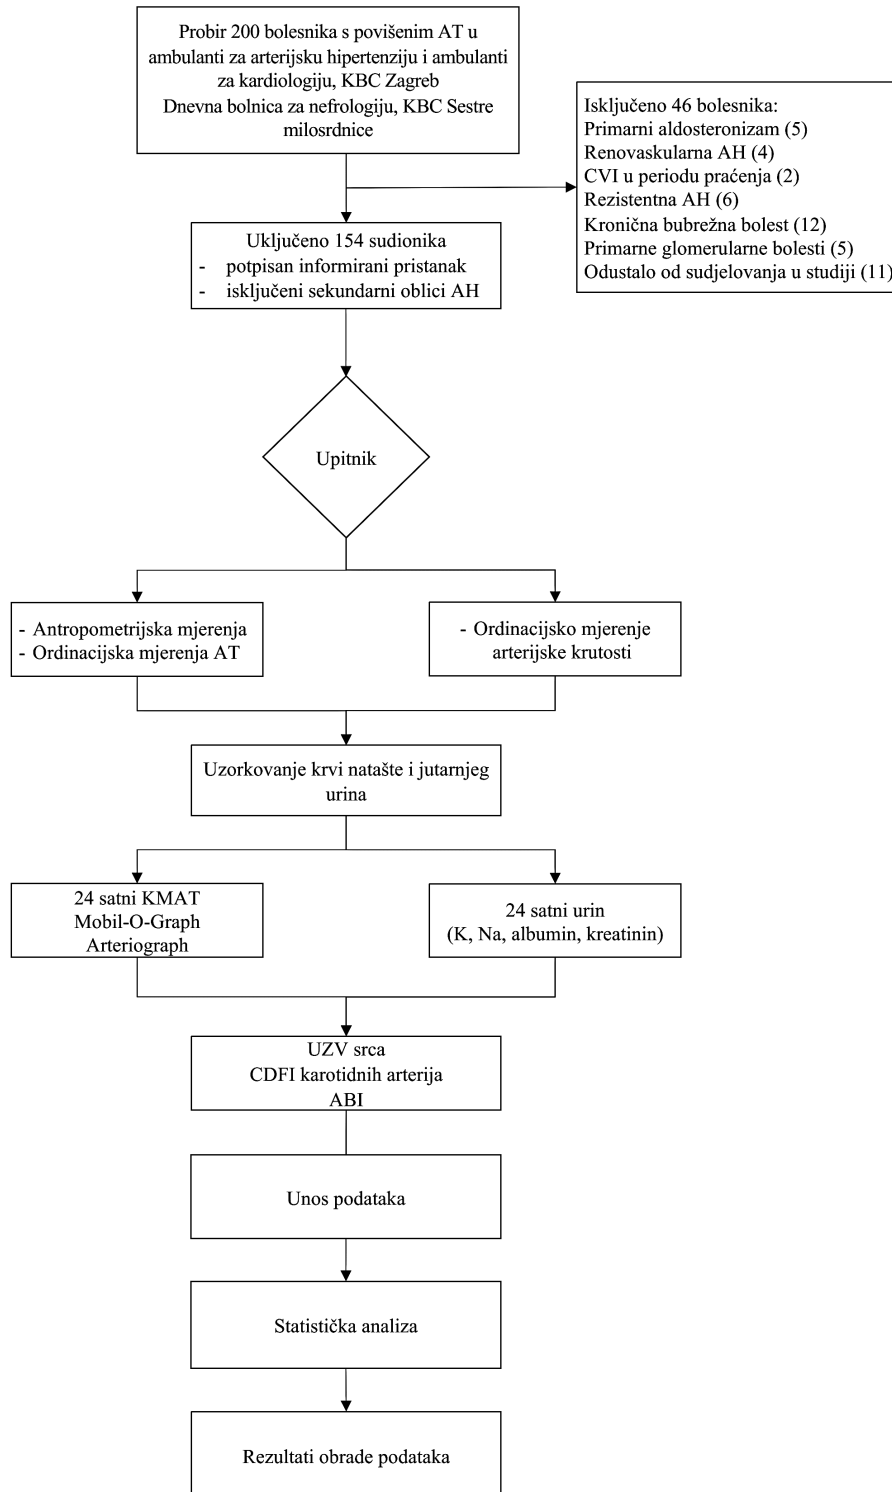 Probir 200 bolesnika s povišenim AT u
ambulanti za arterijsku hipertenziju i ambulanti
za kardiologiju, KBC Zagreb
Dnevna bolnica za nefrologiju, KBC Sestre
milosrdnice
Isključeno 46 bolesnika:
Primarni aldosteronizam (5)
Renovaskularna AH (4)
CVI u periodu praćenja (2)
Rezistentna AH (6)
Kronična bubrežna bolest (12)
Primarne glomerularne bolesti (5)
Odustalo od sudjelovanja u studiji (11)
Uključeno 154 sudionika
- potpisan informirani pristanak
- isključeni sekundarni oblici AH
Upitnik
- Antropometrijska mjerenja
- Ordinacijska mjerenja AT
- Ordinacijsko mjerenje
arterijske krutosti
Uzorkovanje krvi natašte i jutarnjeg
urina
24 satni KMAT
Mobil-O-Graph
Arteriograph
24 satni urin
(K, Na, albumin, kreatinin)
UZV srca
CDFI karotidnih arterija
ABI
Unos podataka
Statistička analiza
Rezultati obrade podataka